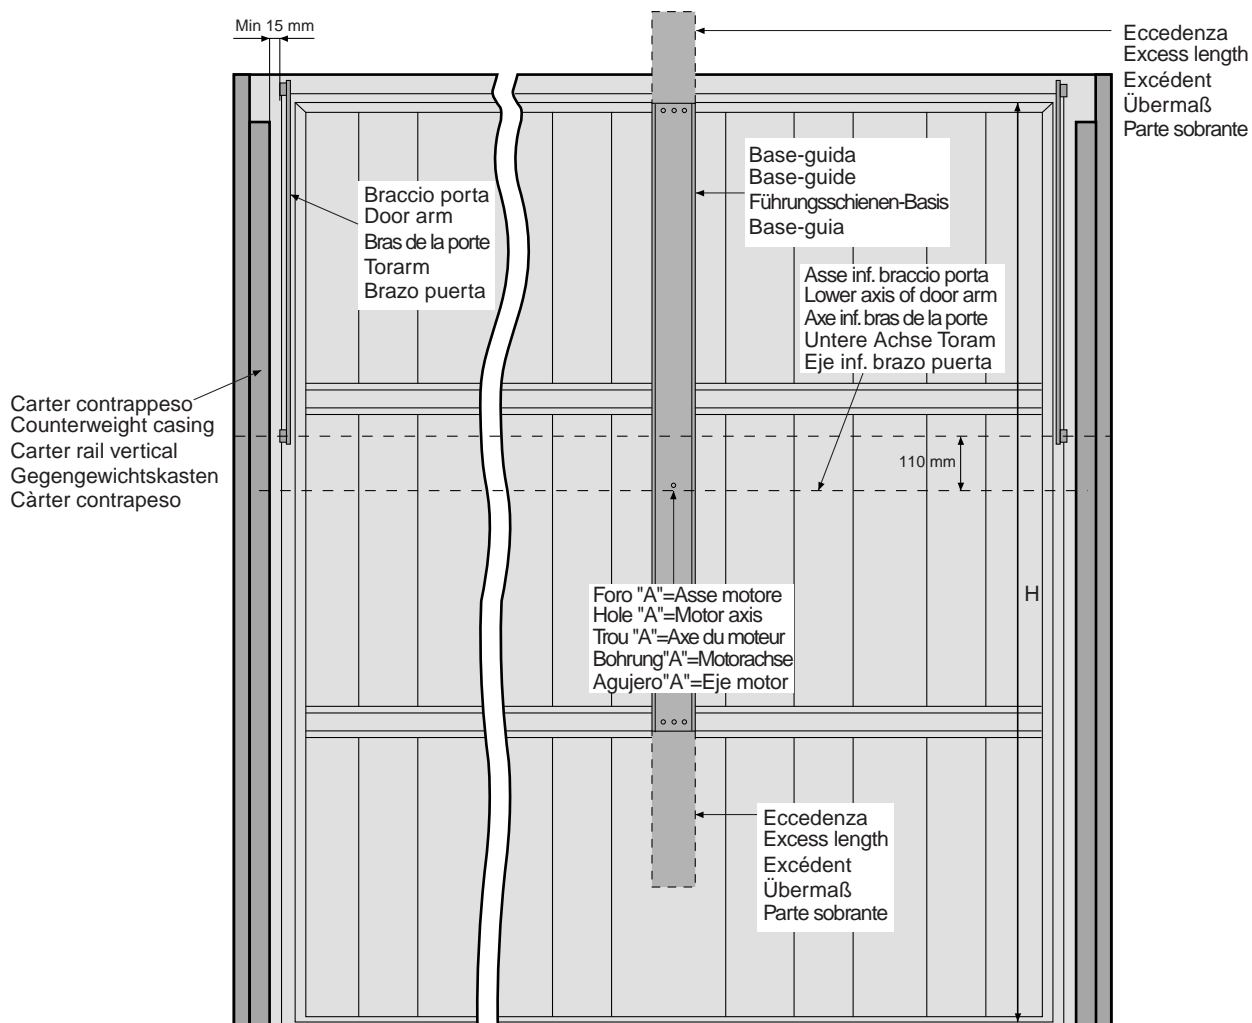 Min 15 mm
Eccedenza
Excess length
Excédent
Übermaß
Parte sobrante
Base-guida
Base-guide
Führungsschienen-Basis
Base-guia
Braccio porta
Door arm
Bras de la porte
Torarm
Brazo puerta
Asse inf. braccio porta
Lower axis of door arm
Axe inf. bras de la porte
Untere Achse Toram
Eje inf. brazo puerta
Carter contrappeso
Counterweight casing
Carter rail vertical
Gegengewichtskasten
Càrter contrapeso
110 mm
Foro "A"=Asse motore
Hole "A"=Motor axis
Trou "A"=Axe du moteur
Bohrung"A"=Motorachse
Agujero"A"=Eje motor
H
Eccedenza
Excess length
Excédent
Übermaß
Parte sobrante